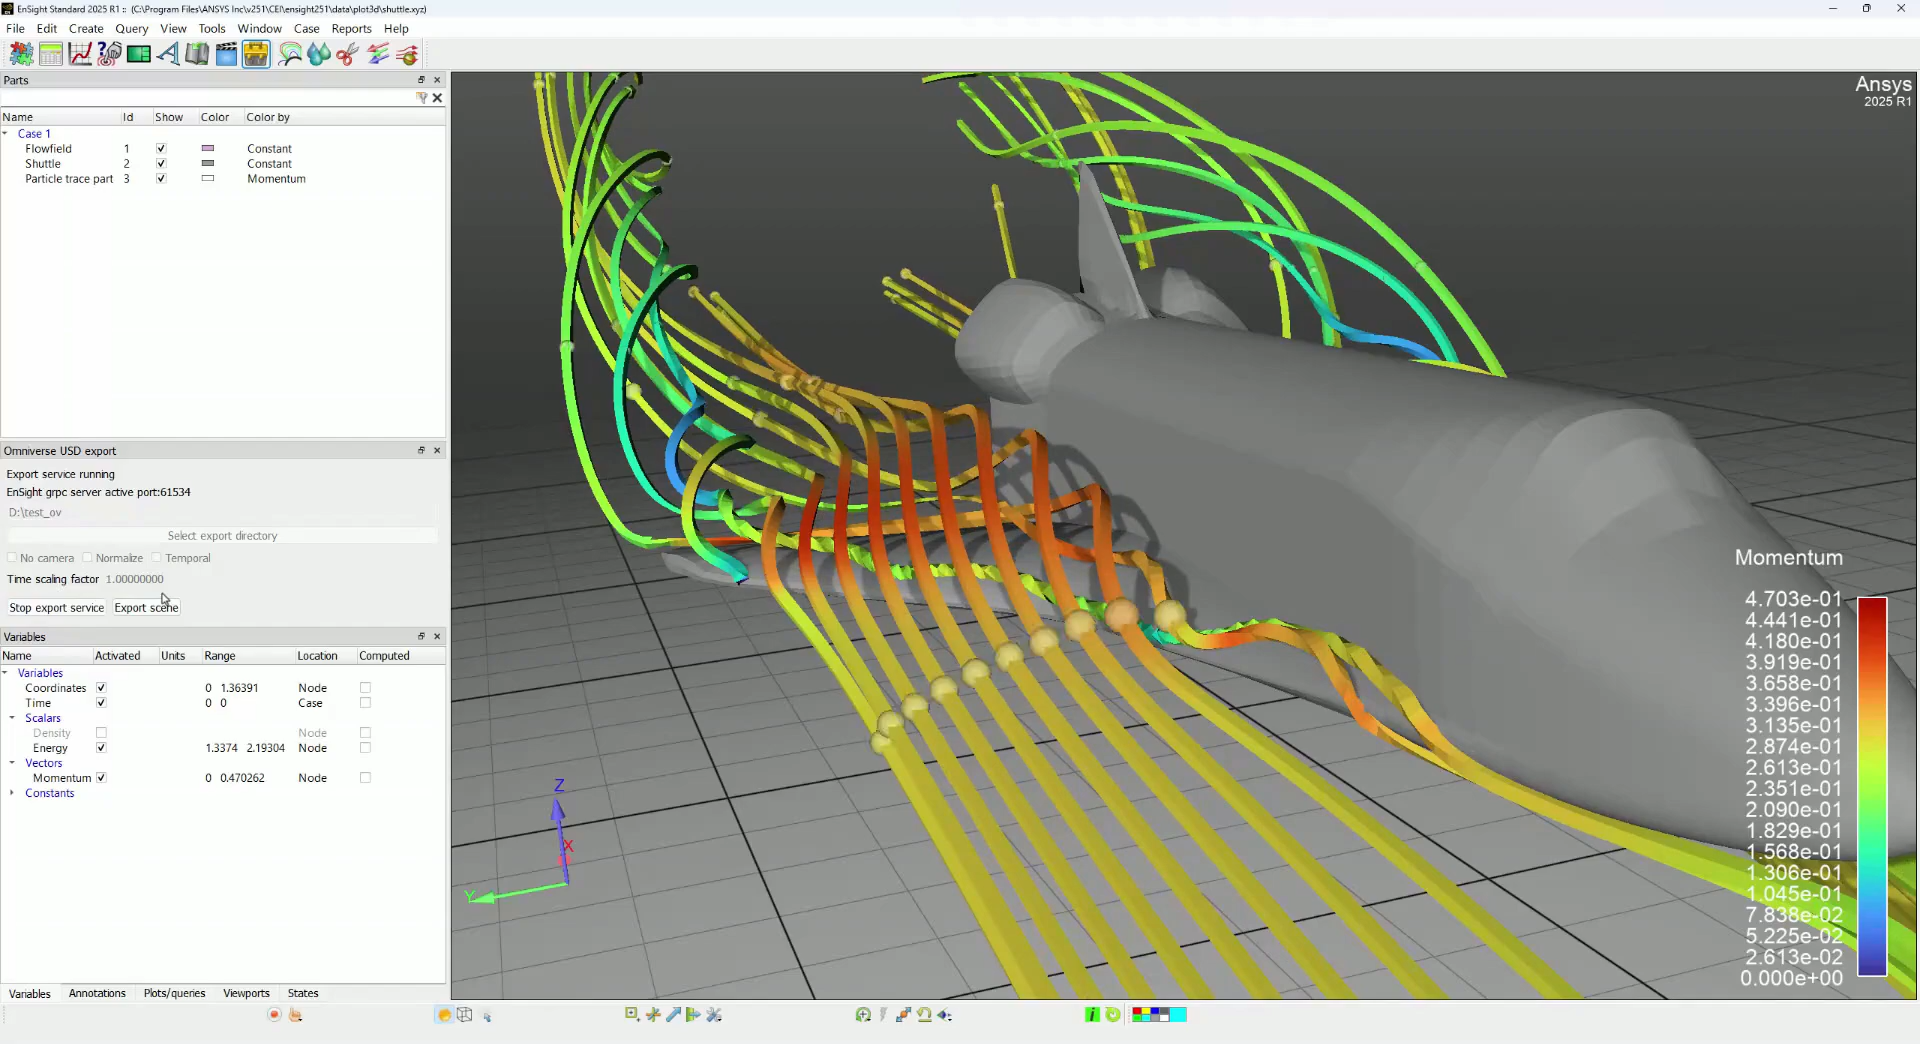 EnSight Standard 2025 R1 :: (C:\Program Files\ANSYS Inc\v251\CEI\ensight251\data\plot3d\shuttle.xyz)
File Edit Create Query View Tools Window Case Reports Help
Parts
Name Id Show Color Color by
Case 1
Flowfield 1 Constant
Shuttle 2 Constant
Particle trace part 3 Momentum
Omniverse USD export
Export service running
EnSight grpc server active port:61534
D:\test_ov
Select export directory
No camera Normalize Temporal
Time scaling factor 1.00000000
Stop export service Export scene
Variables
Name Activated Units Range Location Computed
Variables
Coordinates 0 1.36391 Node
Time 0 0 Case
Scalars
Density Node
Energy 1.3374 2.19304 Node
Vectors
Momentum 0 0.470262 Node
Constants
Variables Annotations Plots/queries Viewports States
Ansys
2025 R1
Z
X
Y
Momentum
4.703e-01
4.441e-01
4.180e-01
3.919e-01
3.658e-01
3.396e-01
3.135e-01
2.874e-01
2.613e-01
2.351e-01
2.090e-01
1.829e-01
1.568e-01
1.306e-01
1.045e-01
7.838e-02
5.225e-02
2.613e-02
0.000e+00